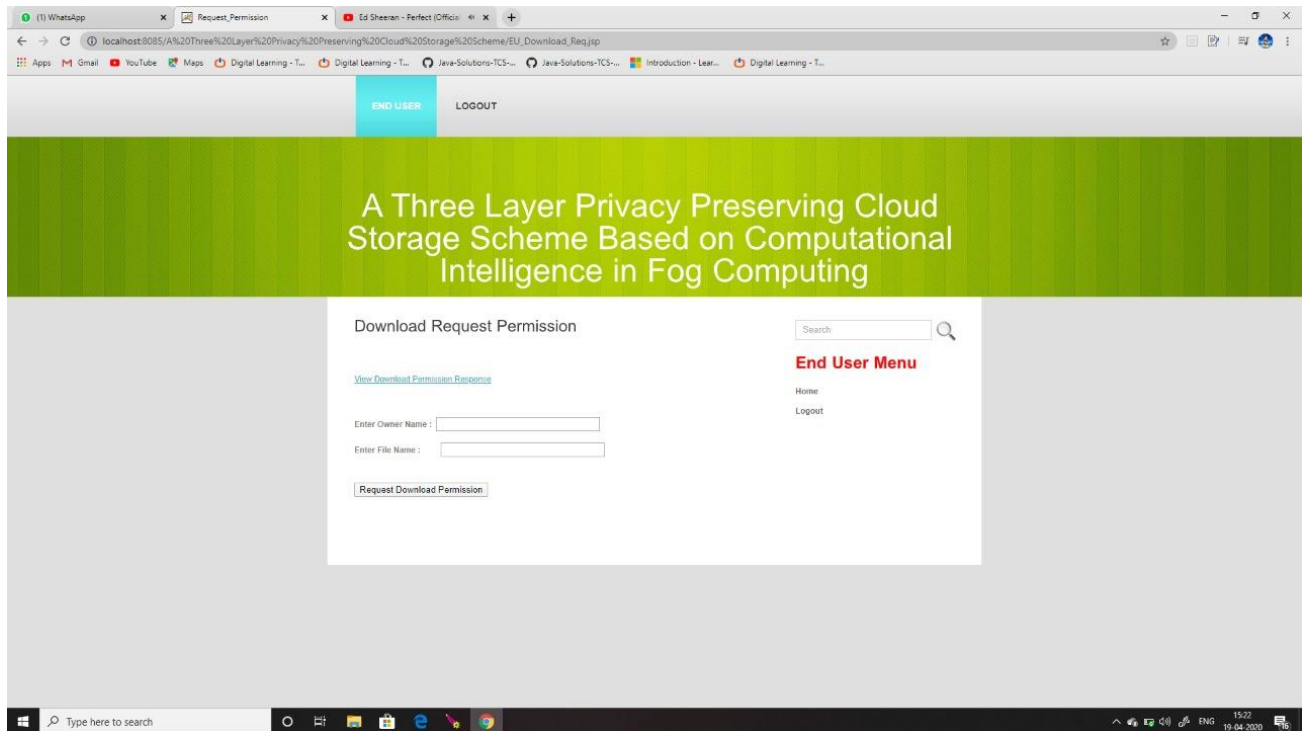 (1) WhatsApp
Request_Permission
Ed Sheeran - Perfect (Officia
localhost:8085/A%20Three%20Layer%20Privacy%20Preserving%20Cloud%20Storage%20Scheme/EU_Download_Req.jsp
Apps Gmail YouTube Maps Digital Learning - T... Digital Learning - T... Java-Solutions-TCS-... Java-Solutions-TCS-... Introduction - Lear... Digital Learning - T...
END USER LOGOUT
A Three Layer Privacy Preserving Cloud
Storage Scheme Based on Computational
Intelligence in Fog Computing
Download Request Permission
Search
End User Menu
View Download Permission Response
Home
Logout
Enter Owner Name :
Enter File Name :
Request Download Permission
Type here to search
ENG
15:22
19-04-2020
16